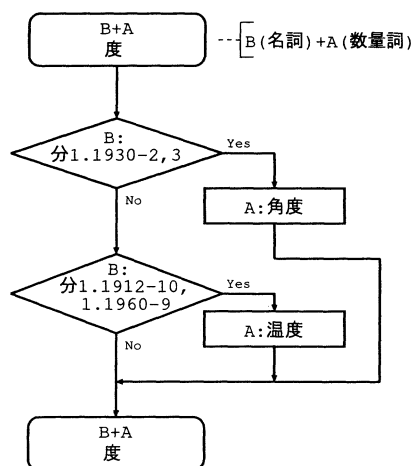 B+A
度
B(名詞)+A(数量詞)
B:
分1.1930-2,3
Yes
No
A:角度
B:
分1.1912-10,
1.1960-9
Yes
No
A:温度
B+A
度